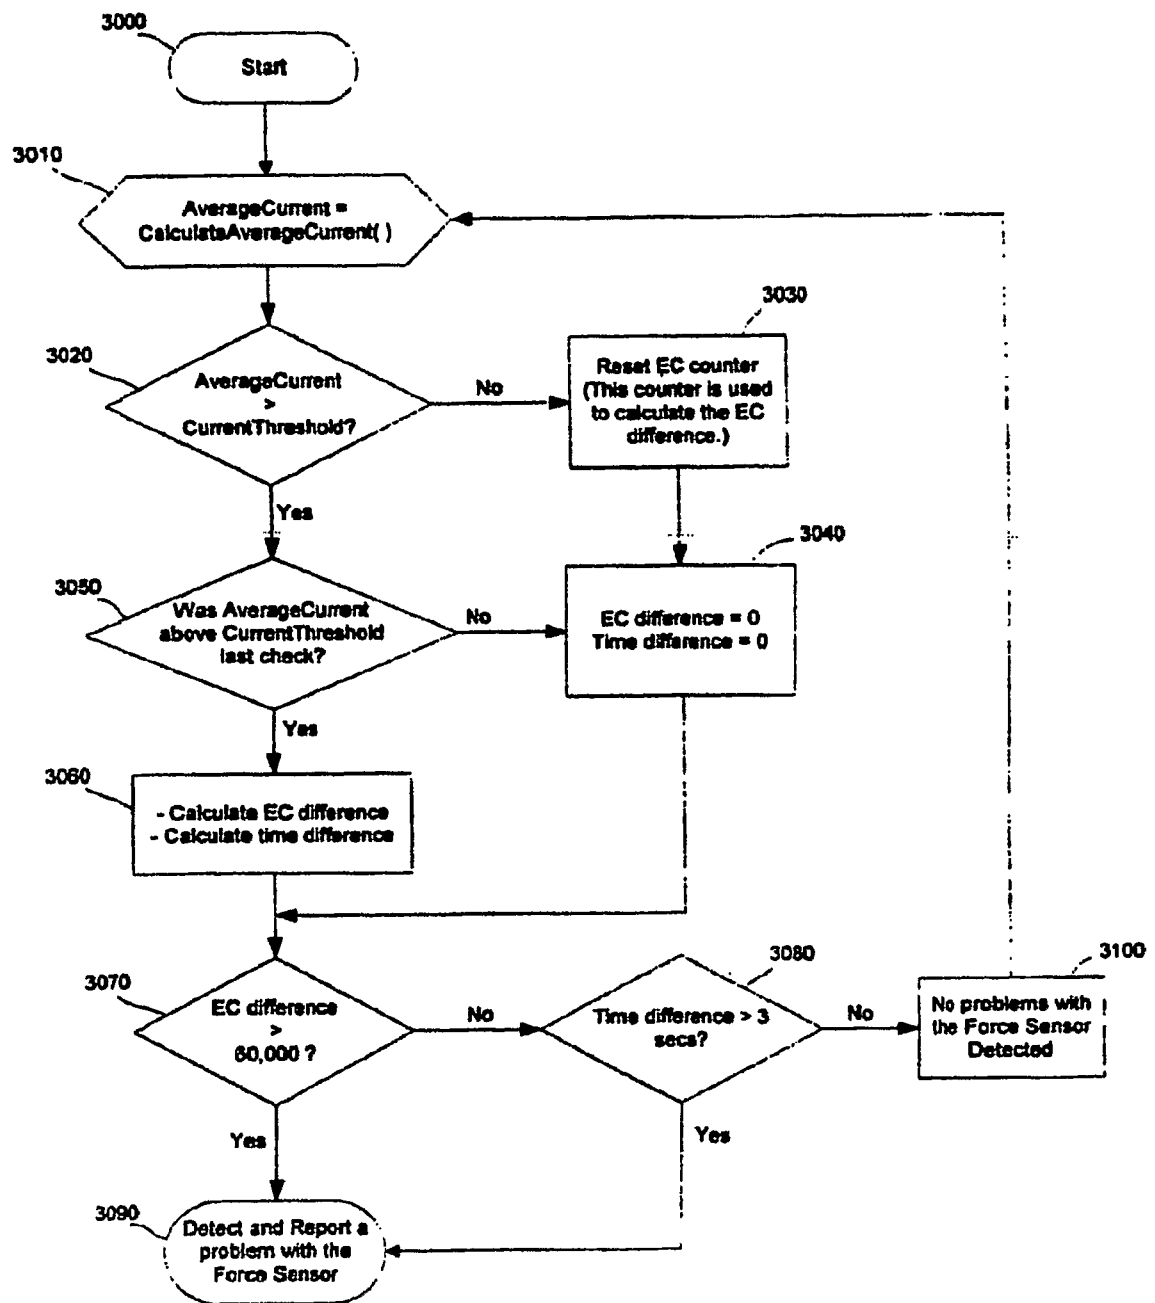 3000
Start
3010
AverageCurrent =
CalculateAverageCurrent( )
3020
AverageCurrent
>
CurrentThreshold?
No
3030
Reset EC counter
(This counter is used
to calculate the EC
difference.)
Yes
3040
3050
Was AverageCurrent
above CurrentThreshold
last check?
No
EC difference = 0
Time difference = 0
Yes
3060
- Calculate EC difference
- Calculate time difference
3070
EC difference
>
60,000 ?
No
3080
Time difference > 3
secs?
No
3100
No problems with
the Force Sensor
Detected
Yes
Yes
3090
Detect and Report a
problem with the
Force Sensor